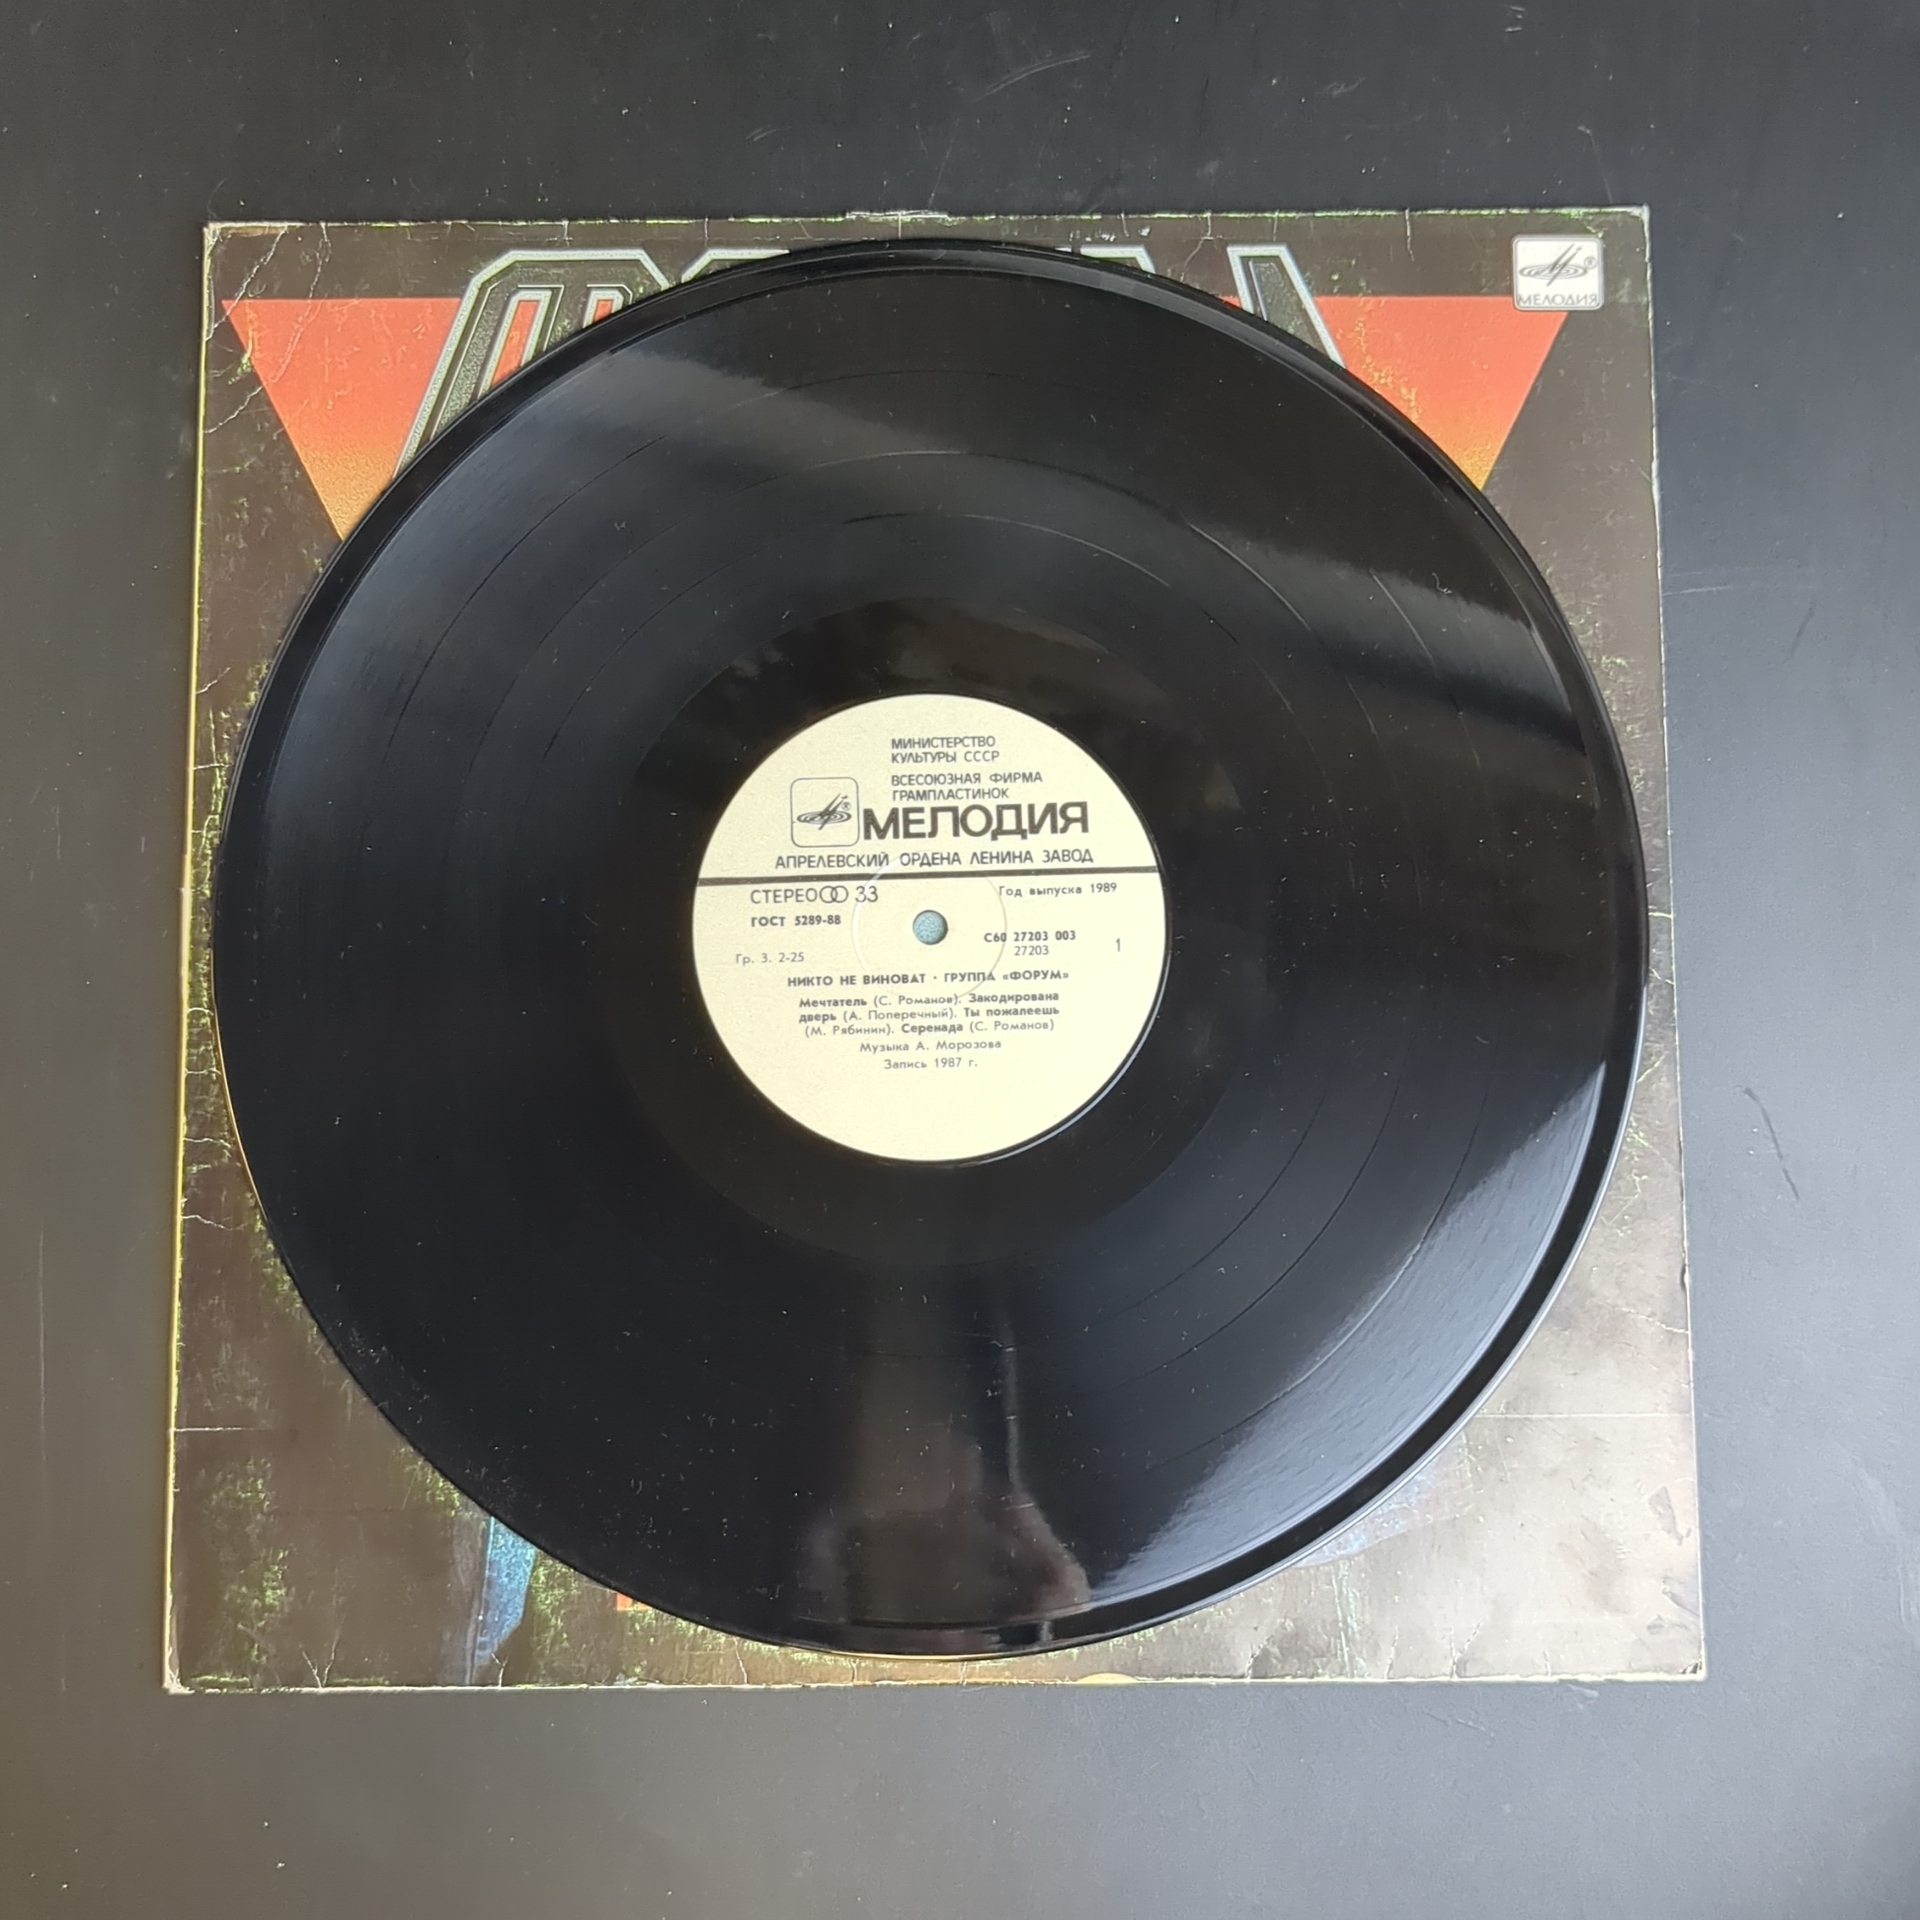 МЕЛОДИЯ
МИНИСТЕРСТВО
КУЛЬТУРЫ СССР
ВСЕСОЮЗНАЯ ФИРМА
ГРАМПЛАСТИНОК
® МЕЛОДИЯ
АПРЕЛЕВСКИЙ ОРДЕНА ЛЕНИНА ЗАВОД
СТЕРЕО 33
Год выпуска 1989
ГОСТ 5289-88
С60 27203 003
27203
1
Гр. 3. 2-25
НИКТО НЕ ВИНОВАТ · ГРУППА «ФОРУМ»
Мечтатель (С. Романов). Закодирована
дверь (А. Поперечный). Ты пожалеешь
(М. Рябинин). Серенада (С. Романов)
Музыка А. Морозова
Запись 1987 г.